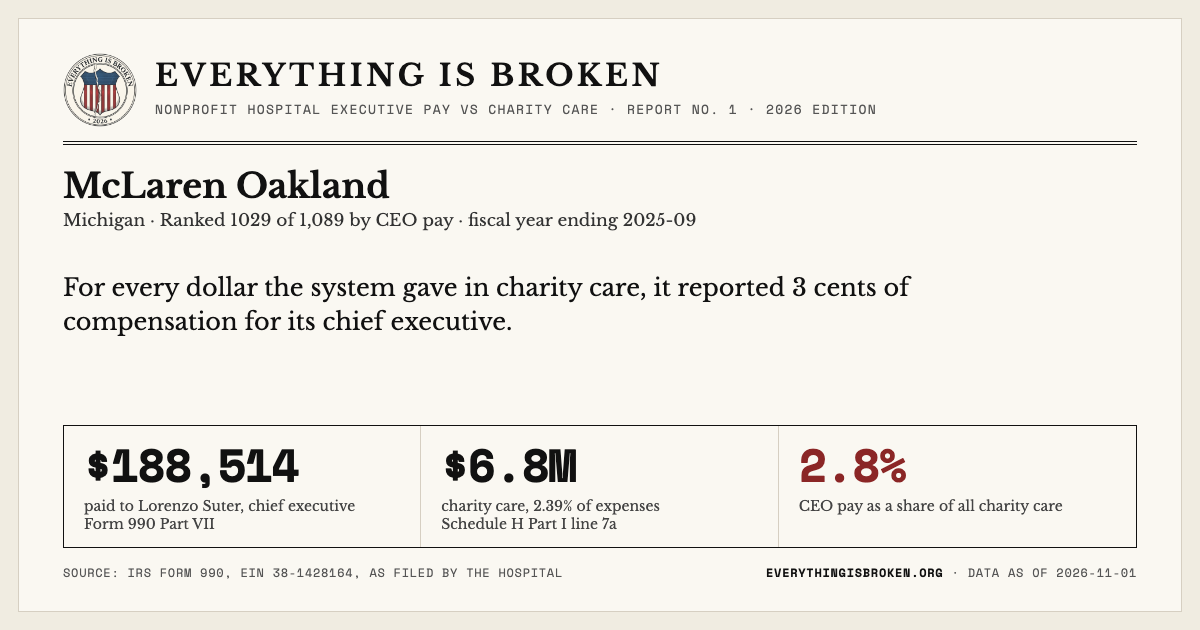 EVERYTHING IS BROKEN
2026
EVERYTHING IS BROKEN
NONPROFIT HOSPITAL EXECUTIVE PAY VS CHARITY CARE · REPORT NO. 1 · 2026 EDITION
McLaren Oakland
Michigan · Ranked 1029 of 1,089 by CEO pay · fiscal year ending 2025-09
For every dollar the system gave in charity care, it reported 3 cents of
compensation for its chief executive.
$188,514
paid to Lorenzo Suter, chief executive
Form 990 Part VII
$6.8M
charity care, 2.39% of expenses
Schedule H Part I line 7a
2.8%
CEO pay as a share of all charity care
SOURCE: IRS FORM 990, EIN 38-1428164, AS FILED BY THE HOSPITAL
EVERYTHINGISBROKEN.ORG · DATA AS OF 2026-11-01